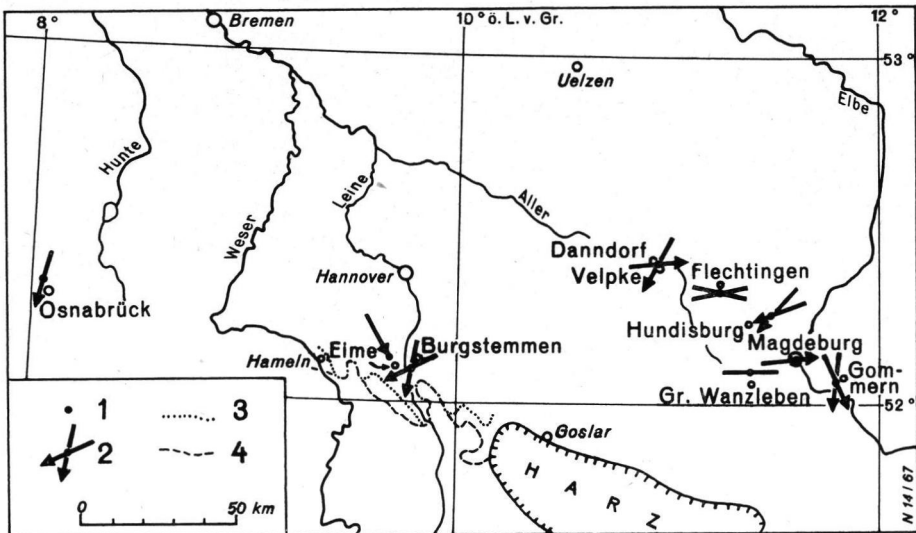 8°
Bremen
10° ö. L. v. Gr.
12°
53°
Uelzen
Elbe
Hunte
Weser
Leine
Aller
Danndorf
Velpke
Flechtingen
Hannover
Osnabrück
Hundisburg
Magdeburg
Hameln
Eime
Burgstemmen
Gom-
mern
Gr. Wanzleben
52°
1
3
2
4
Goslar
HARZ
0
50 km
N 14 / 67